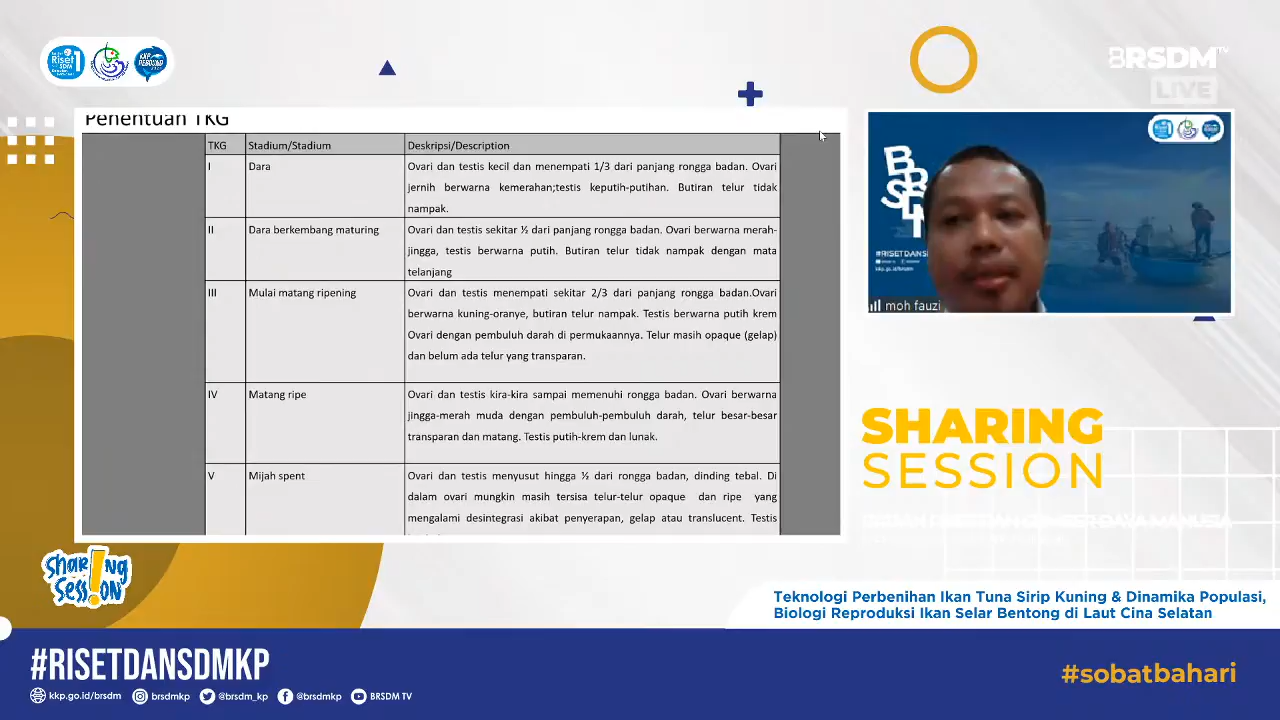 BRSDM TV
LIVE
Penentuan TKG
TKG Stadium/Stadium Deskripsi/Description
I Dara Ovari dan testis kecil dan menempati 1/3 dari panjang rongga badan. Ovari
jernih berwarna kemerahan;testis keputih-putihan. Butiran telur tidak
nampak.
II Dara berkembang maturing Ovari dan testis sekitar ½ dari panjang rongga badan. Ovari berwarna merah-
jingga, testis berwarna putih. Butiran telur tidak nampak dengan mata
telanjang
III Mulai matang ripening Ovari dan testis menempati sekitar 2/3 dari panjang rongga badan.Ovari
berwarna kuning-oranye, butiran telur nampak. Testis berwarna putih krem
Ovari dengan pembuluh darah di permukaannya. Telur masih opaque (gelap)
dan belum ada telur yang transparan.
IV Matang ripe Ovari dan testis kira-kira sampai memenuhi rongga badan. Ovari berwarna
jingga-merah muda dengan pembuluh-pembuluh darah, telur besar-besar
transparan dan matang. Testis putih-krem dan lunak.
V Mijah spent Ovari dan testis menyusut hingga ½ dari rongga badan, dinding tebal. Di
dalam ovari mungkin masih tersisa telur-telur opaque dan ripe yang
mengalami desintegrasi akibat penyerapan, gelap atau translucent. Testis
#RISETDANS
kkp.go.id/brsdm
moh fauzi
SHARING
SESSION
Sharing
Session
Teknologi Perbenihan Ikan Tuna Sirip Kuning & Dinamika Populasi,
Biologi Reproduksi Ikan Selar Bentong di Laut Cina Selatan
#RISETDANSDMKP
kkp.go.id/brsdm brsdmkp @brsdm_kp @brsdmkp BRSDM TV
#sobatbahari